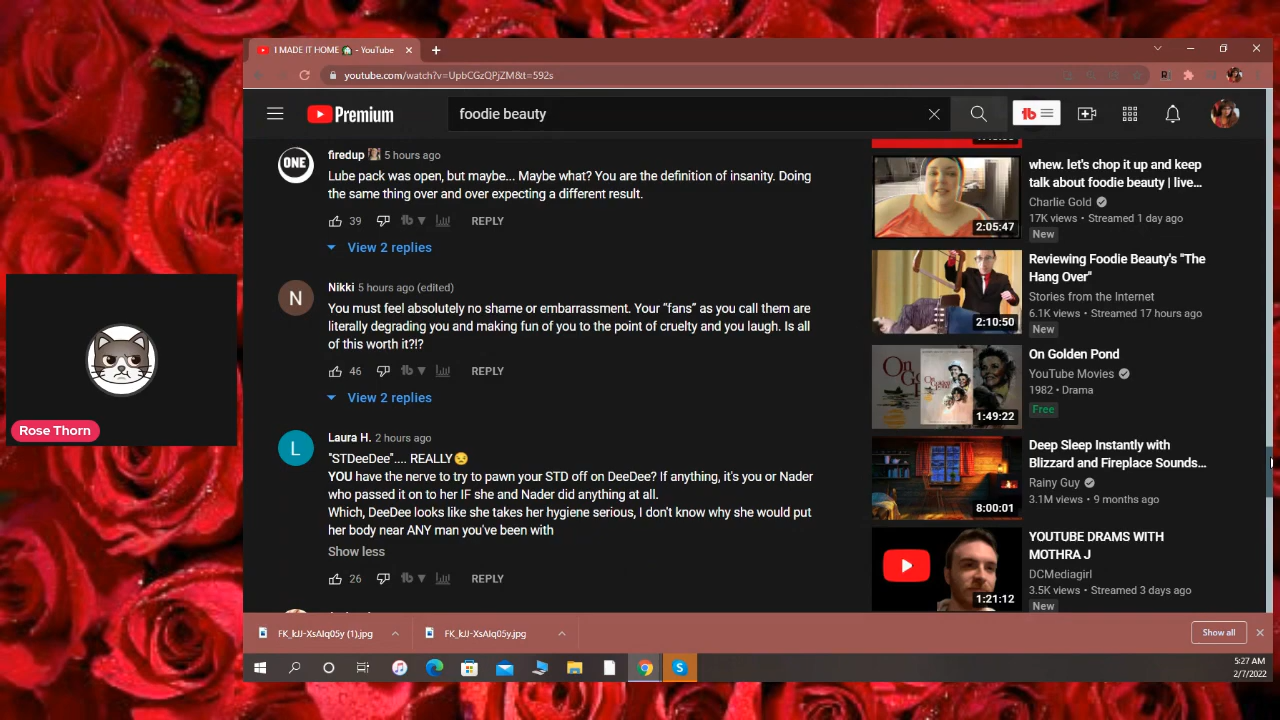 I MADE IT HOME - YouTube
youtube.com/watch?v=UpbCGzQPjZM&t=592s
Premium
foodie beauty
ONE
firedup 5 hours ago
Lube pack was open, but maybe... Maybe what? You are the definition of insanity. Doing
the same thing over and over expecting a different result.
39
REPLY
View 2 replies
N
Nikki 5 hours ago (edited)
You must feel absolutely no shame or embarrassment. Your “fans” as you call them are
literally degrading you and making fun of you to the point of cruelty and you laugh. Is all
of this worth it?!?
46
REPLY
View 2 replies
L
Laura H. 2 hours ago
"STDeeDee".... REALLY😒
YOU have the nerve to try to pawn your STD off on DeeDee? If anything, it's you or Nader
who passed it on to her IF she and Nader did anything at all.
Which, DeeDee looks like she takes her hygiene serious, I don't know why she would put
her body near ANY man you've been with
Show less
26
REPLY
whew. let's chop it up and keep
talk about foodie beauty | live...
Charlie Gold
17K views • Streamed 1 day ago
New
2:05:47
Reviewing Foodie Beauty's "The
Hang Over"
Stories from the Internet
6.1K views • Streamed 17 hours ago
New
2:10:50
On Golden Pond
YouTube Movies
1982 • Drama
Free
1:49:22
Deep Sleep Instantly with
Blizzard and Fireplace Sounds...
Rainy Guy
3.1M views • 9 months ago
8:00:01
YOUTUBE DRAMS WITH
MOTHRA J
DCMediagirl
3.5K views • Streamed 3 days ago
New
1:21:12
Rose Thorn
FK_kJJ-XsAIq05y (1).jpg
FK_kJJ-XsAIq05y.jpg
Show all
5:27 AM
2/7/2022